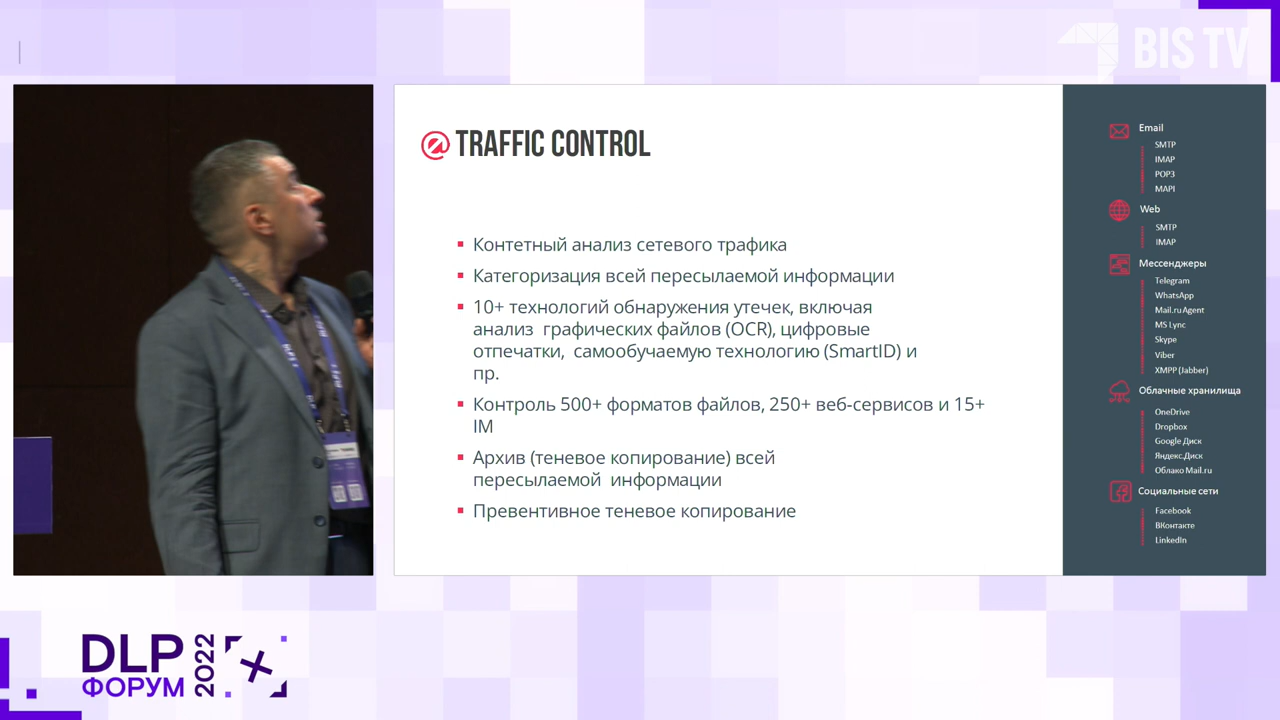 BIS TV
TRAFFIC CONTROL
Контетный анализ сетевого трафика
Категоризация всей пересылаемой информации
10+ технологий обнаружения утечек, включая
анализ графических файлов (OCR), цифровые
отпечатки, самообучаемую технологию (SmartID) и
пр.
Контроль 500+ форматов файлов, 250+ веб-сервисов и 15+
IM
Архив (теневое копирование) всей
пересылаемой информации
Превентивное теневое копирование
Email
SMTP
IMAP
POP3
MAPI
Web
SMTP
IMAP
Мессенджеры
Telegram
WhatsApp
Mail.ru Agent
MS Lync
Skype
Viber
XMPP (Jabber)
Облачные хранилища
OneDrive
Dropbox
Google Диск
Яндекс.Диск
Облако Mail.ru
Социальные сети
Facebook
ВКонтакте
LinkedIn
DLP
ФОРУМ
2022